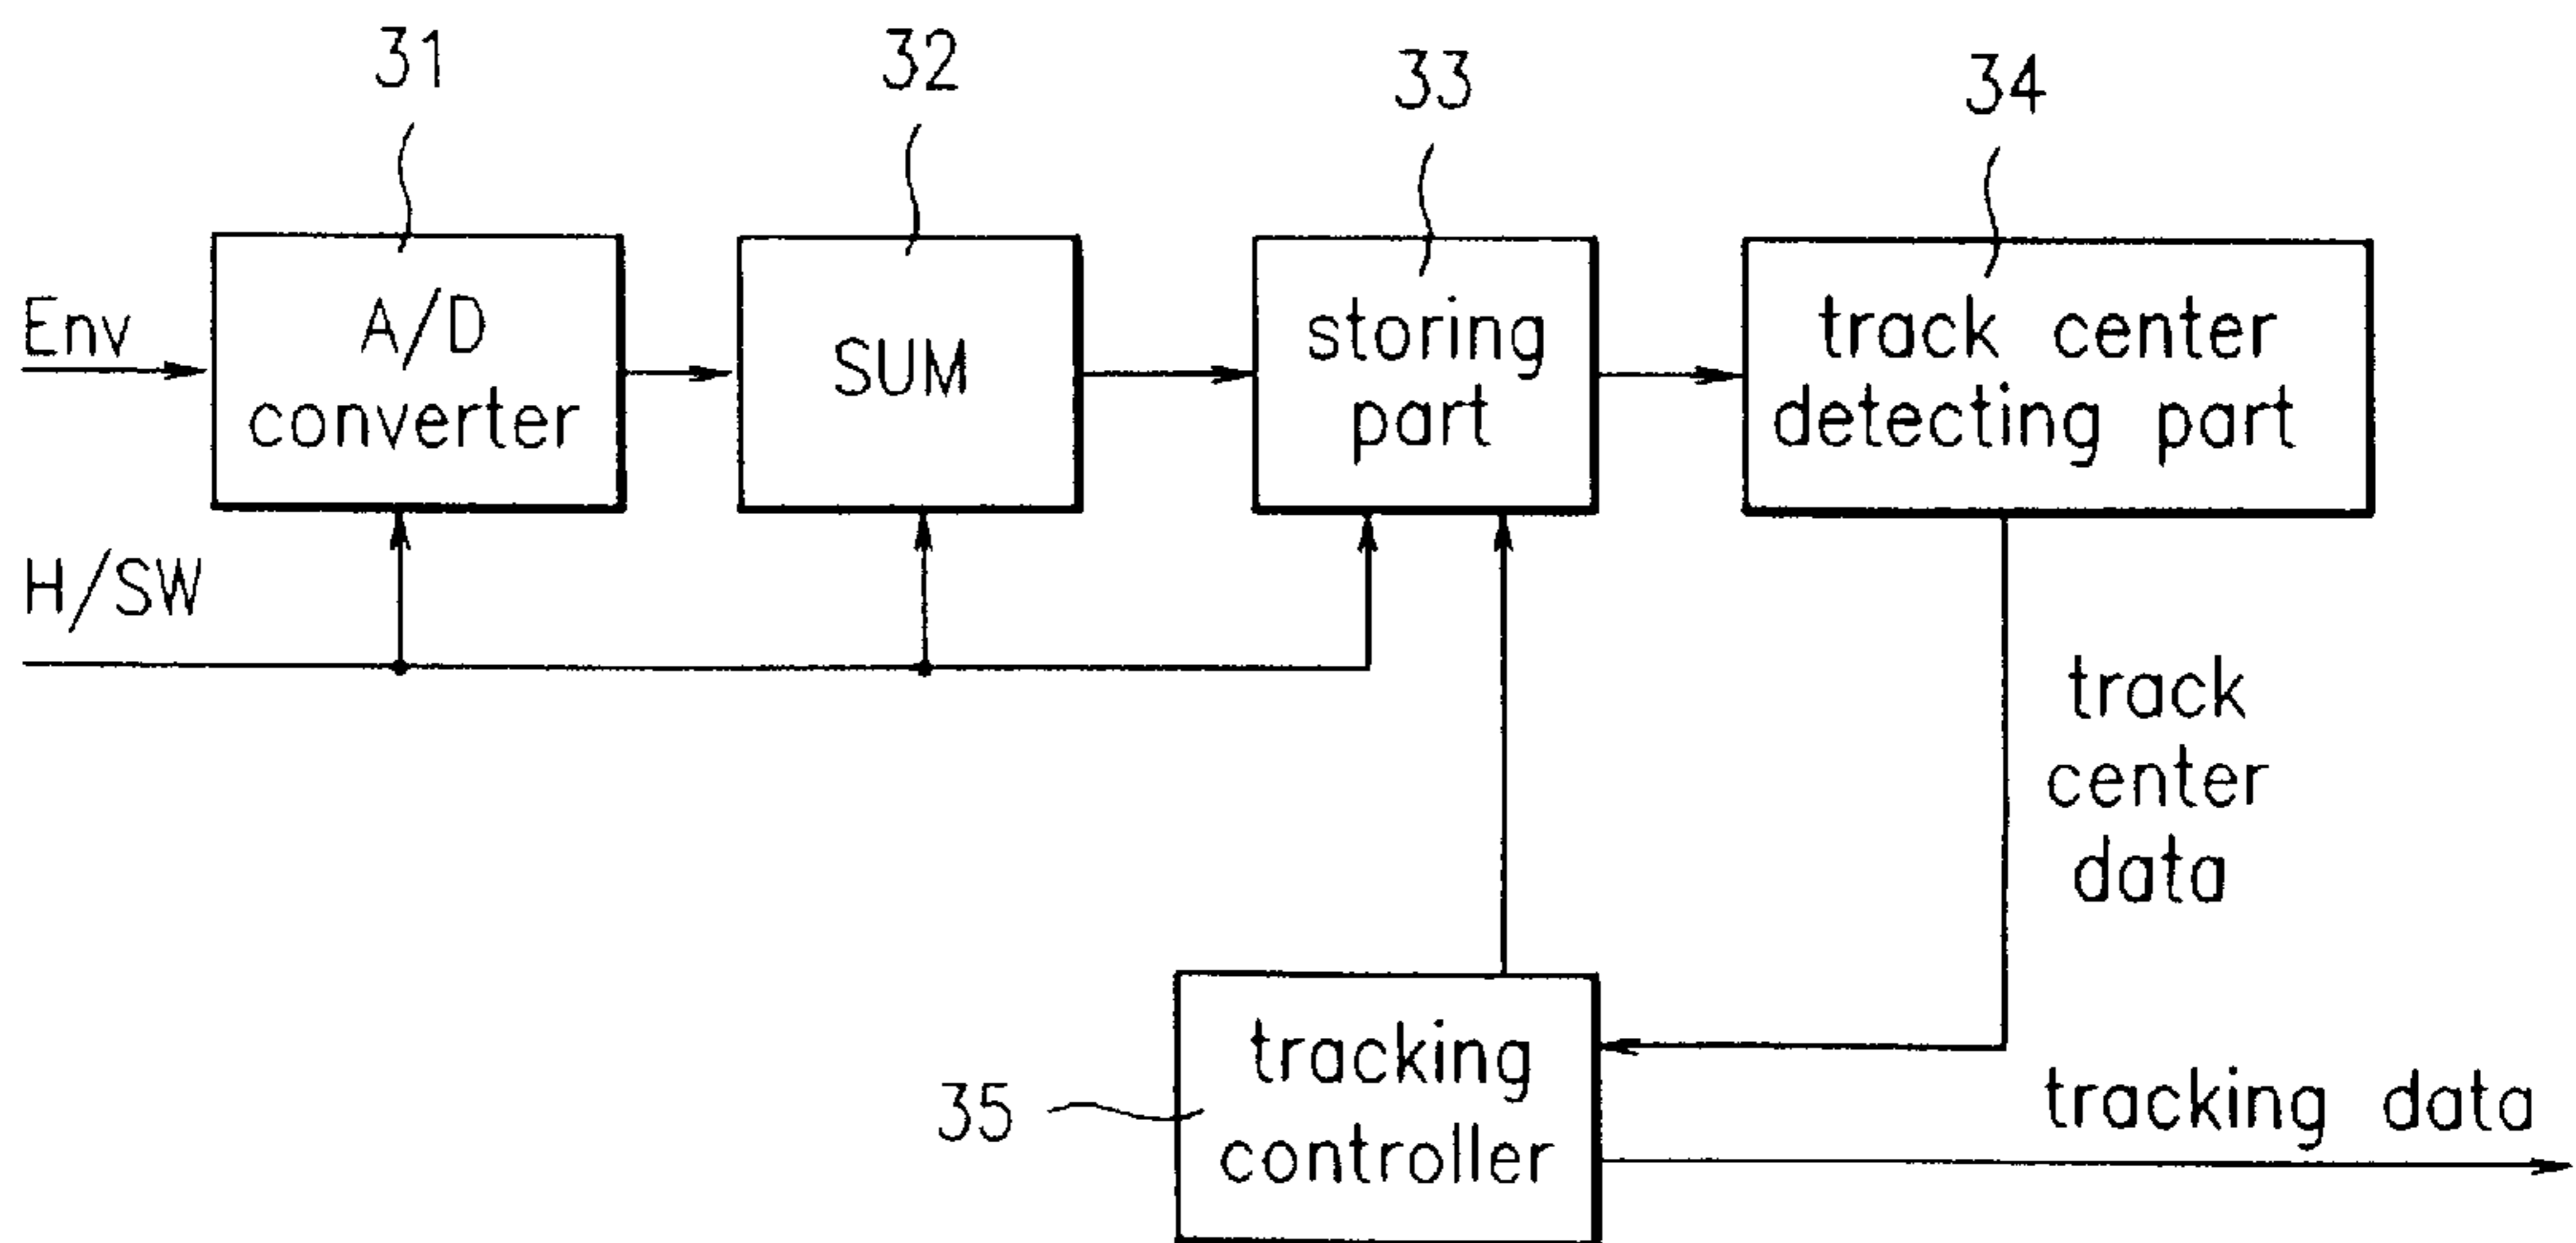 31
32
33
34
Env
A/D
converter
SUM
storing
part
track center
detecting part
H/SW
track
center
data
35
tracking
controller
tracking data